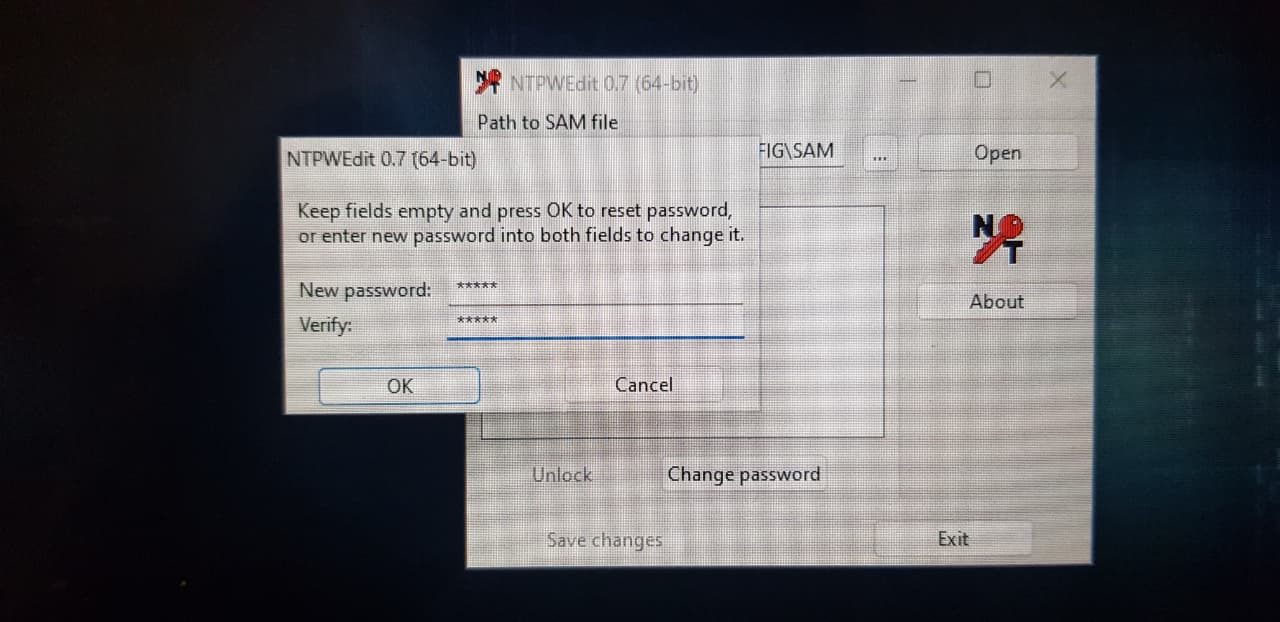 NTPWEdit 0.7 (64-bit)
Path to SAM file
FIG\SAM
...
Open
NTPWEdit 0.7 (64-bit)
Keep fields empty and press OK to reset password,
or enter new password into both fields to change it.
New password: *****
Verify: *****
OK
Cancel
NT
About
Unlock
Change password
Save changes
Exit